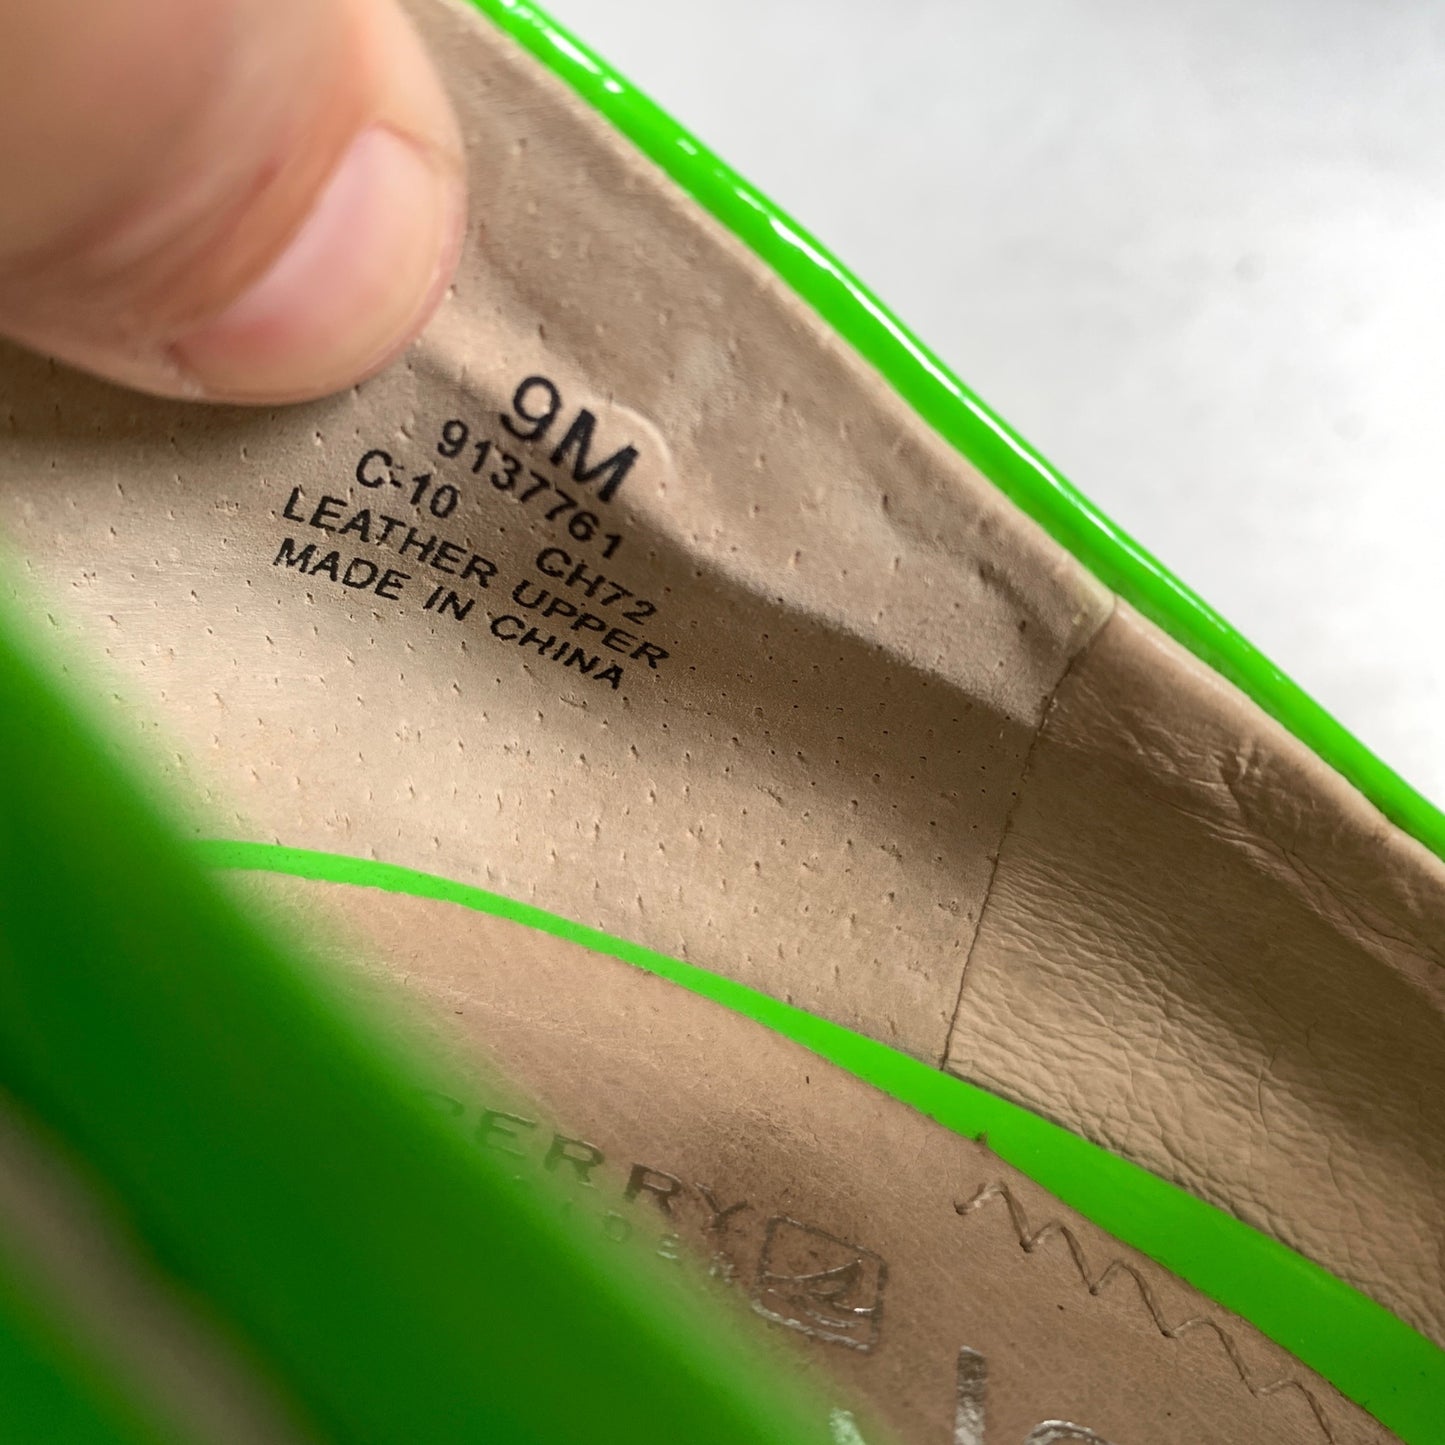 9M
9137761
C-10 CH72
LEATHER UPPER
MADE IN CHINA